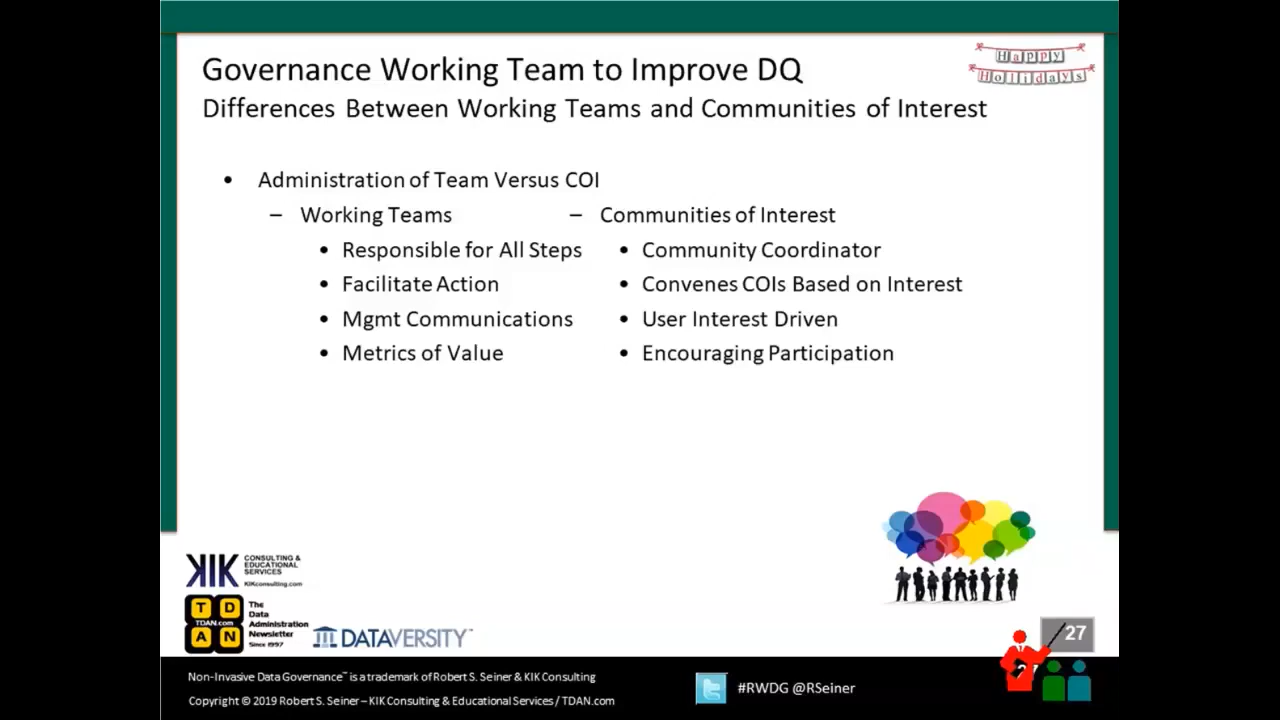 Happy
Holidays
Governance Working Team to Improve DQ
Differences Between Working Teams and Communities of Interest
• Administration of Team Versus COI
– Working Teams
• Responsible for All Steps
• Facilitate Action
• Mgmt Communications
• Metrics of Value
– Communities of Interest
• Community Coordinator
• Convenes COIs Based on Interest
• User Interest Driven
• Encouraging Participation
KIK CONSULTING &
EDUCATIONAL
SERVICES
KIKconsulting.com
T D
TDAN.com
A N
The
Data
Administration
Newsletter
Since 1997
DATAVERSITY™
27
Non-Invasive Data Governance™ is a trademark of Robert S. Seiner & KIK Consulting
Copyright © 2019 Robert S. Seiner – KIK Consulting & Educational Services / TDAN.com
#RWDG @RSeiner